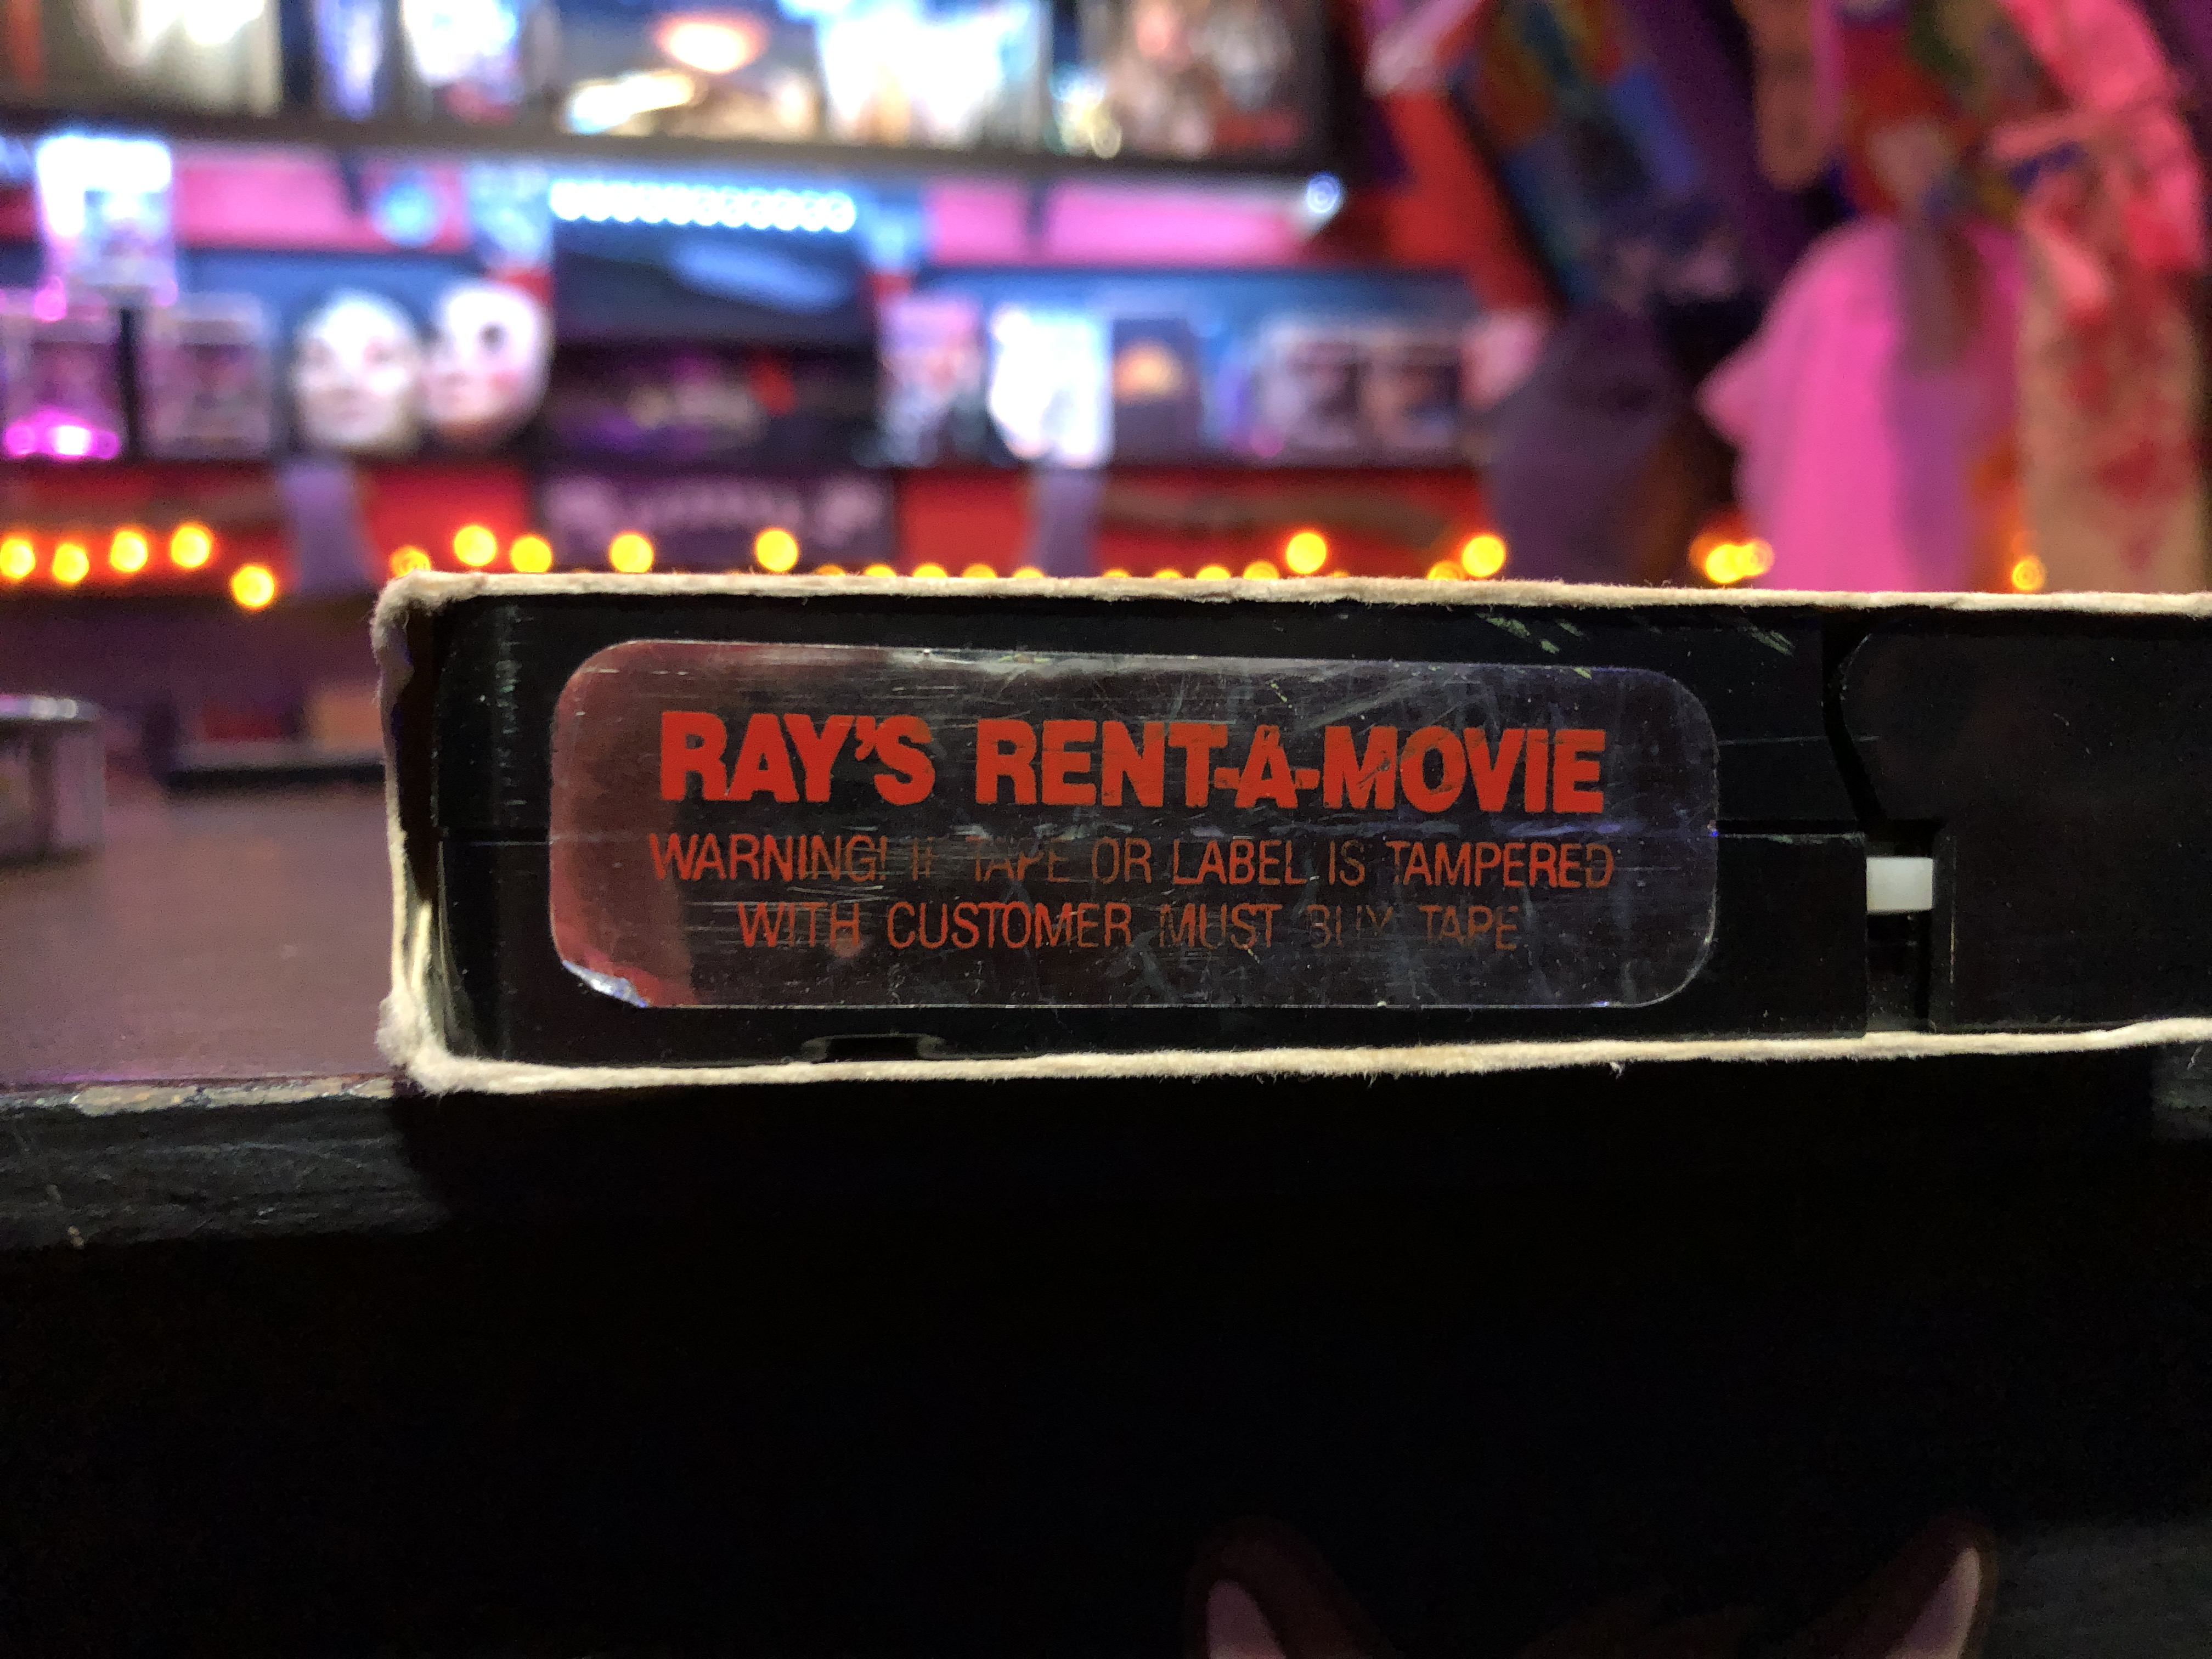 RAY'S RENT-A-MOVIE
WARNING! IF TAPE OR LABEL IS TAMPERED
WITH CUSTOMER MUST BUY TAPE